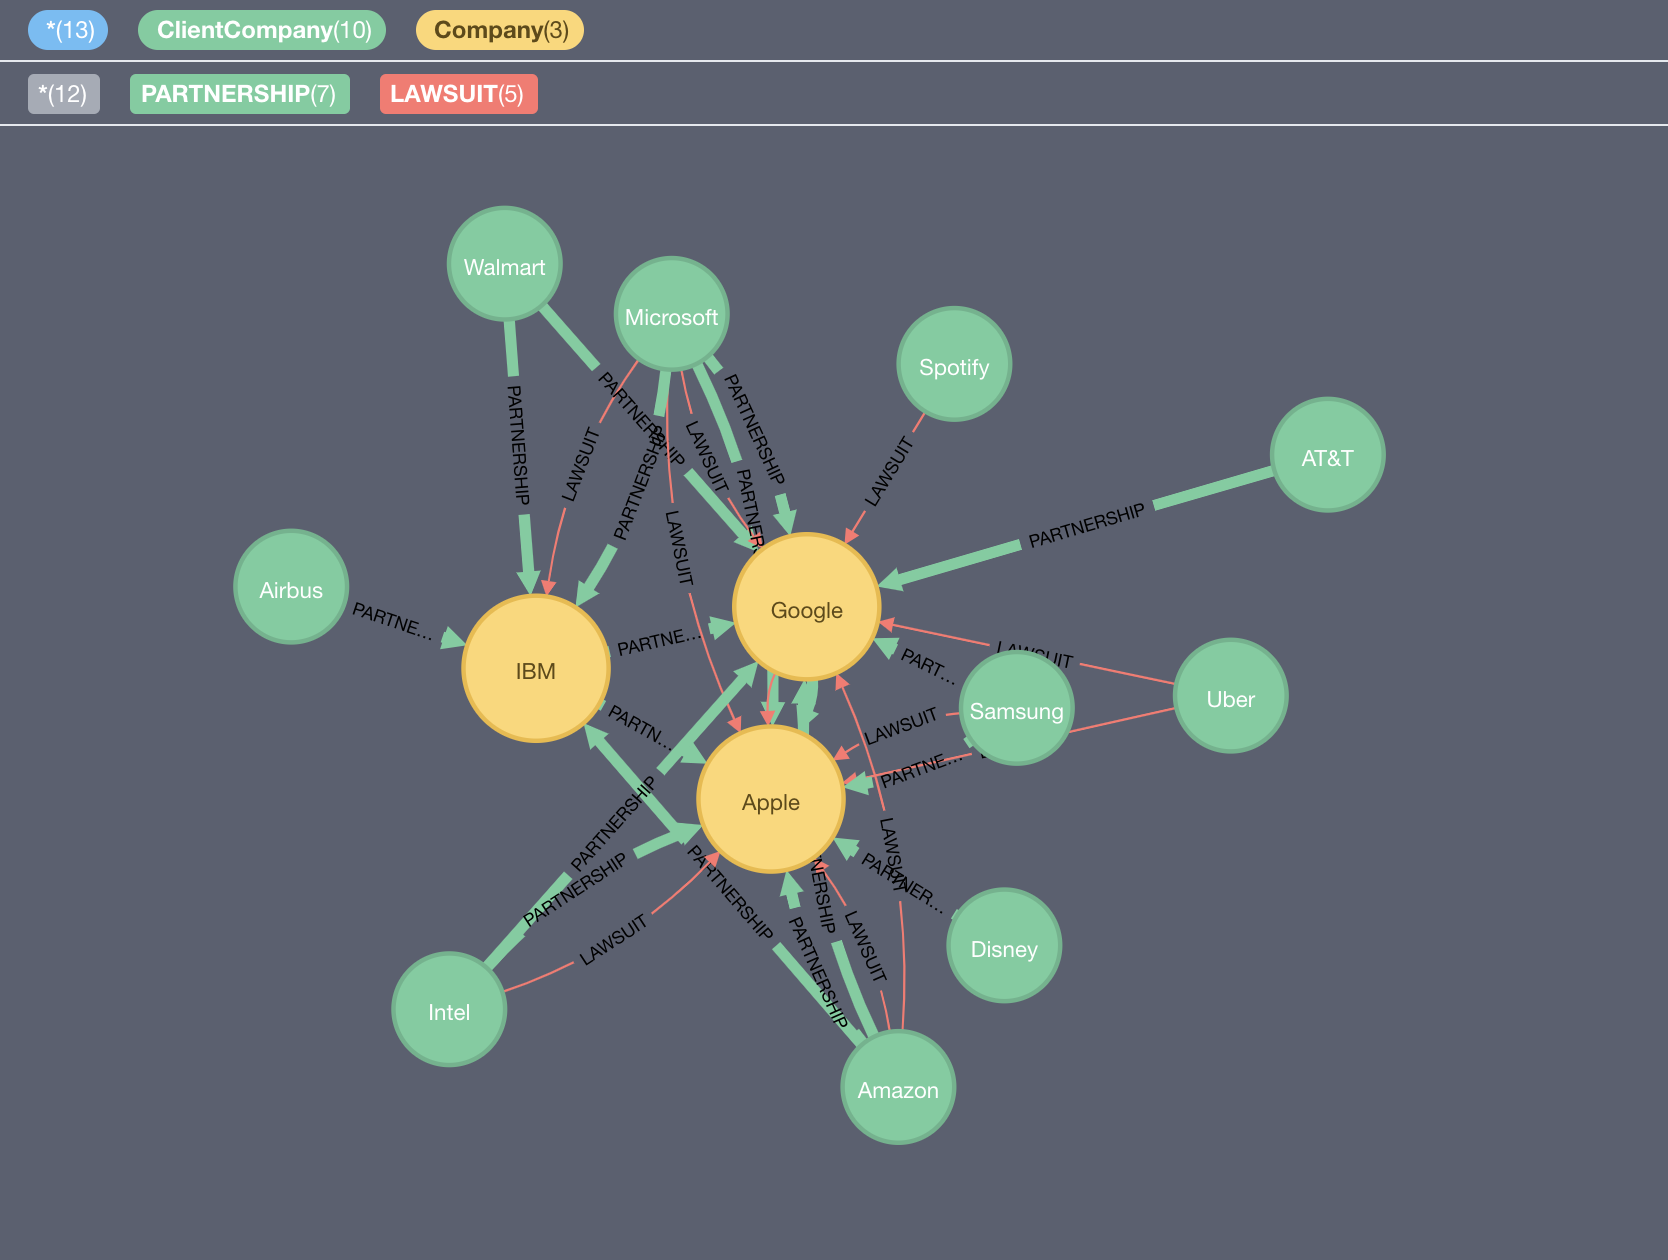 *(13) ClientCompany(10) Company(3)
*(12) PARTNERSHIP(7) LAWSUIT(5)
Walmart
Microsoft
Spotify
PARTNERSHIP
PARTNERSHIP
PARTNERSHIP
LAWSUIT
LAWSUIT
PARTNERSHIP
LAWSUIT
PARTNER
AT&T
PARTNERSHIP
LAWSUIT
Airbus
PARTNE...
Google
PARTNE...
IBM
PARTN...
PART...
LAWSUIT
Samsung
Uber
LAWSUIT
PARTNE...
Apple
PARTNERSHIP
PARTNERSHIP
LAWSUIT
PARTNERSHIP
NERSHIP
PARTNERSHIP
LAWSUIT
LAWSUIT
PARTNER...
Disney
Intel
Amazon